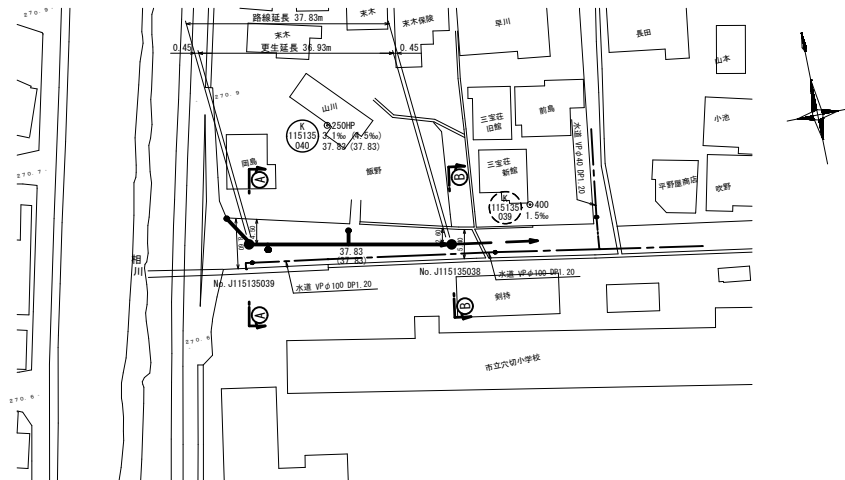 路線延長 37.83m
更生延長 36.93m
0.45
0.45
末木
末木
末木保険
早川
長田
山本
270.9
山川
250HP
K
115135
040
3.1‰ (4.5‰)
37.83 (37.83)
三宝荘
旧館
前島
小池
水道 VPφ40 DP1.20
岡島
飯野
三宝荘
新館
平野屋商店
吹野
270.7
A
B
K
115135
039
400
1.5‰
37.83
(37.83)
相川
No.J115135039
No.J115135038
水道 VPφ100 DP1.20
水道 VPφ100 DP1.20
剣持
A
B
市立穴切小学校